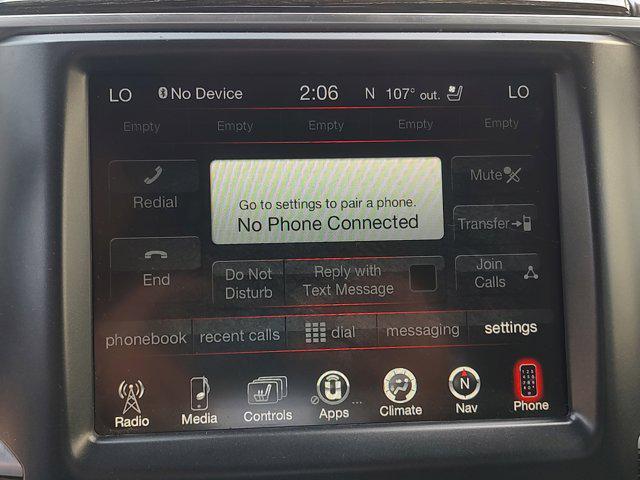 LO No Device 2:06 N 107° out. LO
Empty Empty Empty Empty Empty
Redial
Go to settings to pair a phone.
No Phone Connected
Mute
Transfer
End
Do Not
Disturb
Reply with
Text Message
Join
Calls
phonebook recent calls dial messaging settings
Radio Media Controls Apps Climate Nav Phone
N